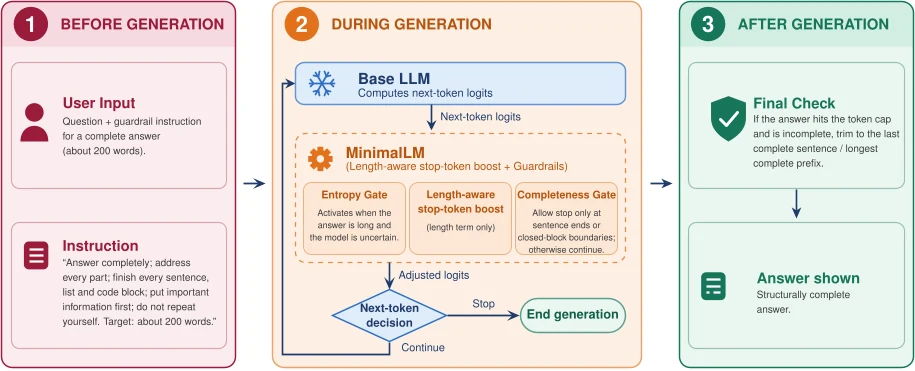 1 BEFORE GENERATION
User Input
Question + guardrail instruction
for a complete answer
(about 200 words).
Instruction
“Answer completely; address
every part; finish every sentence,
list and code block; put important
information first; do not repeat
yourself. Target: about 200 words.”
2 DURING GENERATION
Base LLM
Computes next-token logits
Next-token logits
MinimalLM
(Length-aware stop-token boost + Guardrails)
Entropy Gate
Activates when the
answer is long and
the model is uncertain.
Length-aware
stop-token boost
(length term only)
Completeness Gate
Allow stop only at
sentence ends or
closed-block boundaries;
otherwise continue.
Adjusted logits
Next-token
decision
Stop
End generation
Continue
3 AFTER GENERATION
Final Check
If the answer hits the token cap
and is incomplete, trim to the last
complete sentence / longest
complete prefix.
Answer shown
Structurally complete
answer.